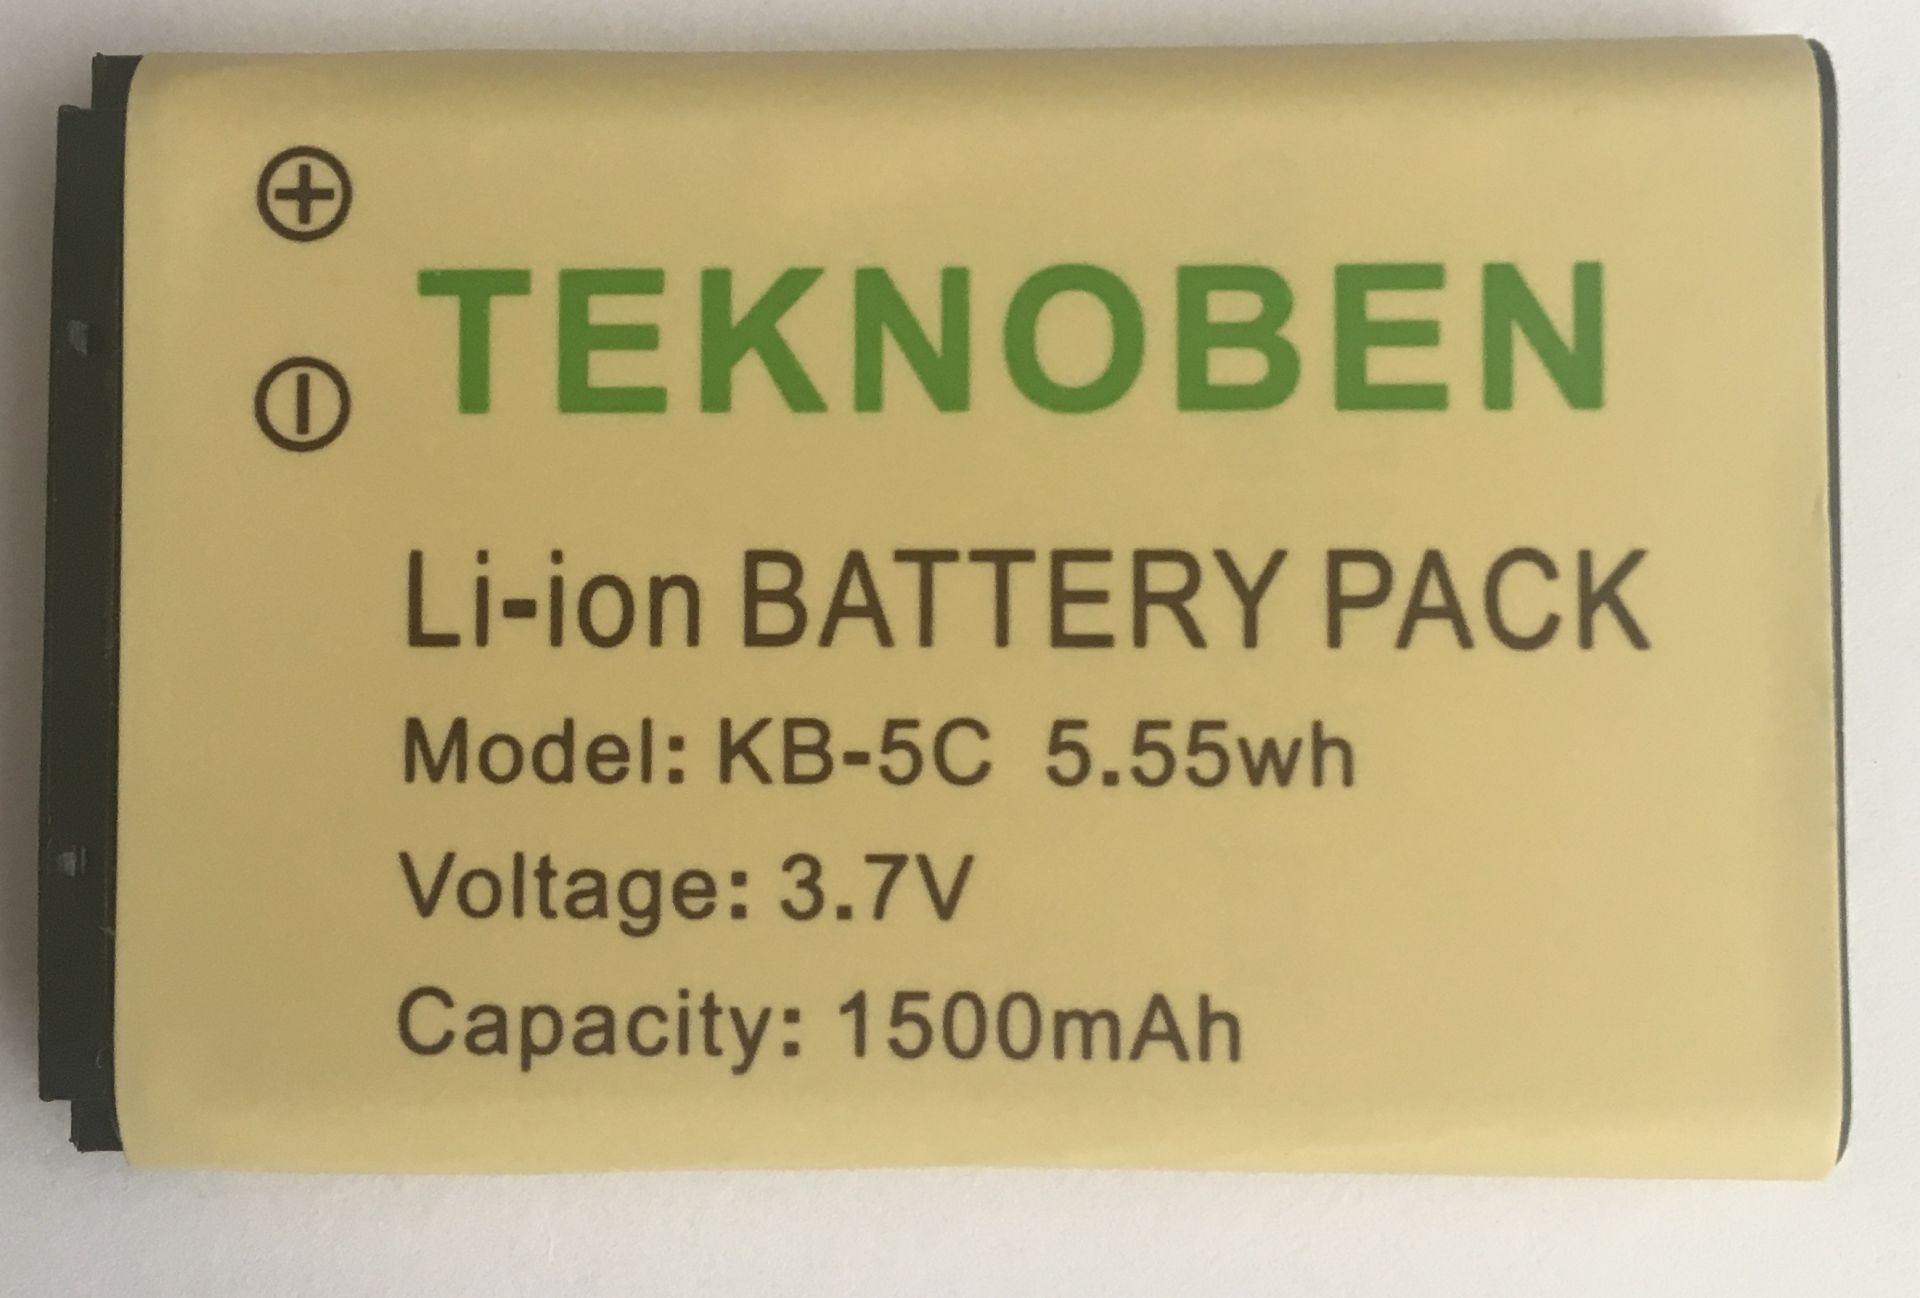 TEKNOBEN
Li-ion BATTERY PACK
Model: KB-5C 5.55wh
Voltage: 3.7V
Capacity: 1500mAh